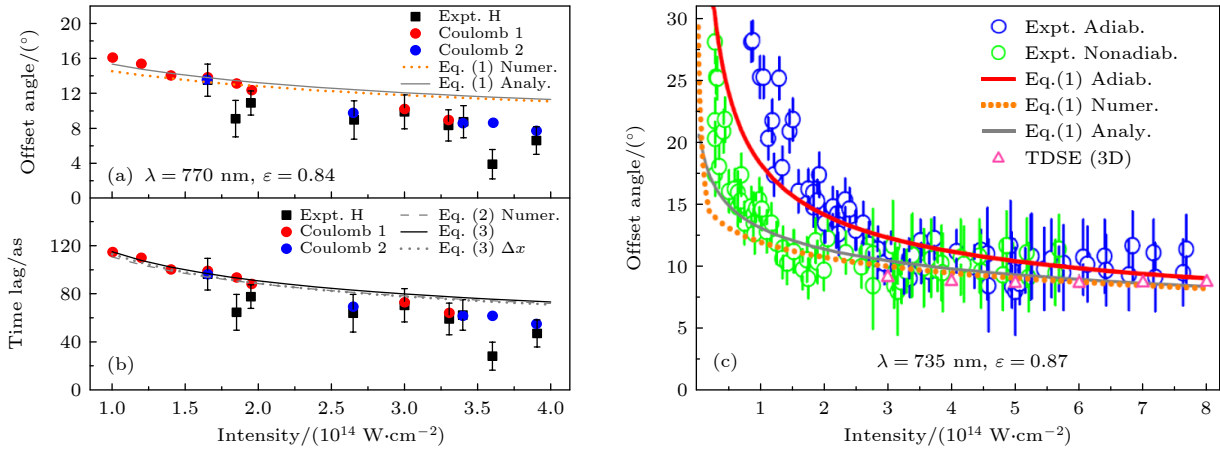 20
16
12
8
4
0
Offset angle/(°)
Expt. H
Coulomb 1
Coulomb 2
Eq. (1) Numer.
Eq. (1) Analy.
(a) λ = 770 nm, ε = 0.84
120
80
40
0
Time lag/as
Expt. H
Coulomb 1
Coulomb 2
Eq. (2) Numer.
Eq. (3)
Eq. (3) Δx
(b)
1.0 1.5 2.0 2.5 3.0 3.5 4.0
Intensity/(10¹⁴ W·cm⁻²)
30
25
20
15
10
5
0
Offset angle/(°)
Expt. Adiab.
Expt. Nonadiab.
Eq.(1) Adiab.
Eq.(1) Numer.
Eq.(1) Analy.
TDSE (3D)
(c) λ = 735 nm, ε = 0.87
1 2 3 4 5 6 7 8
Intensity/(10¹⁴ W·cm⁻²)